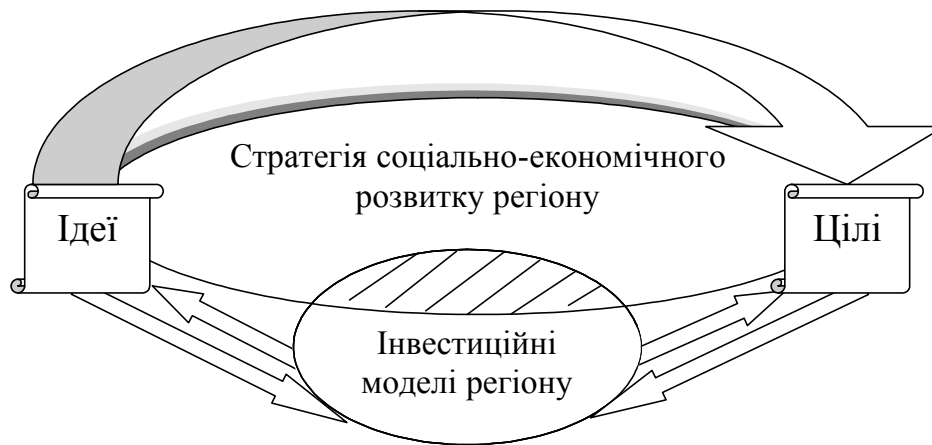 Стратегія соціально-економічного
розвитку регіону
Ідеї
Цілі
Інвестиційні
моделі регіону